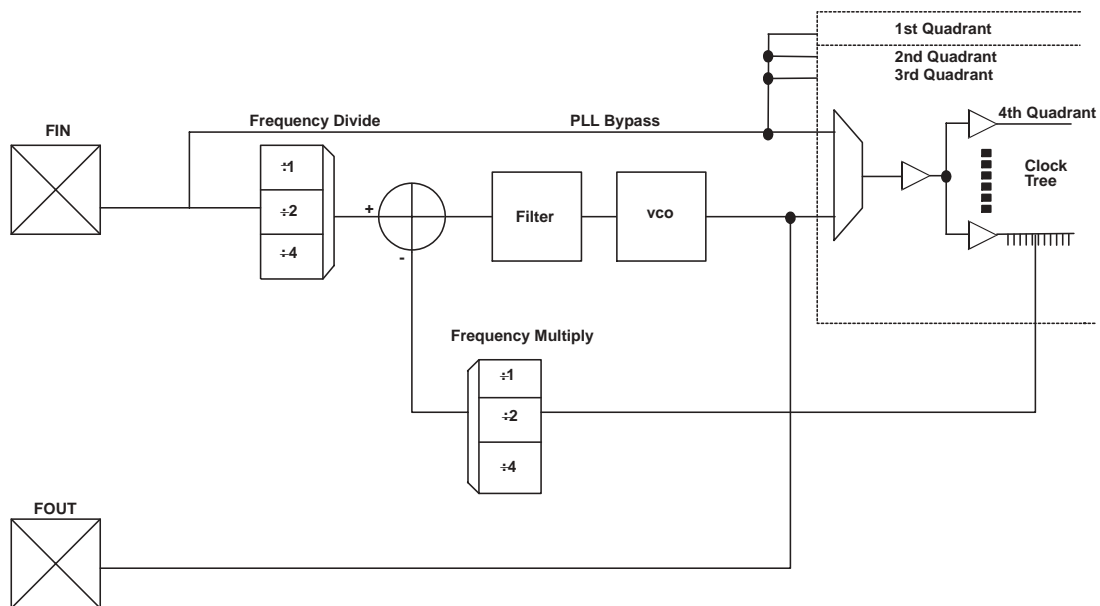 1st Quadrant
2nd Quadrant
3rd Quadrant
4th Quadrant
FIN
Frequency Divide
PLL Bypass
÷1
÷2
÷4
+
-
Filter
vco
Clock
Tree
Frequency Multiply
÷1
÷2
÷4
FOUT